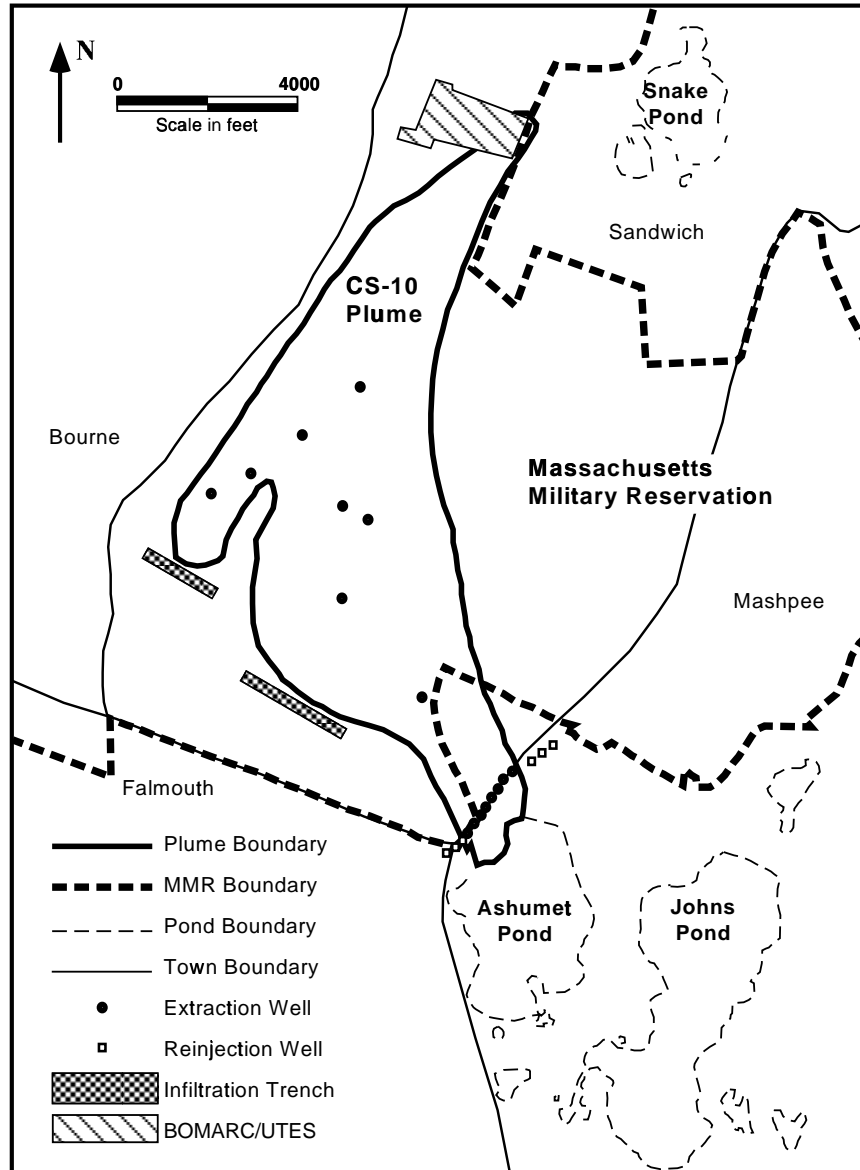 N
0 4000
Scale in feet
Snake
Pond
Sandwich
CS-10
Plume
Bourne
Massachusetts
Military Reservation
Mashpee
Falmouth
Plume Boundary
MMR Boundary
Pond Boundary
Town Boundary
Extraction Well
Reinjection Well
Infiltration Trench
BOMARC/UTES
Ashumet
Pond
Johns
Pond